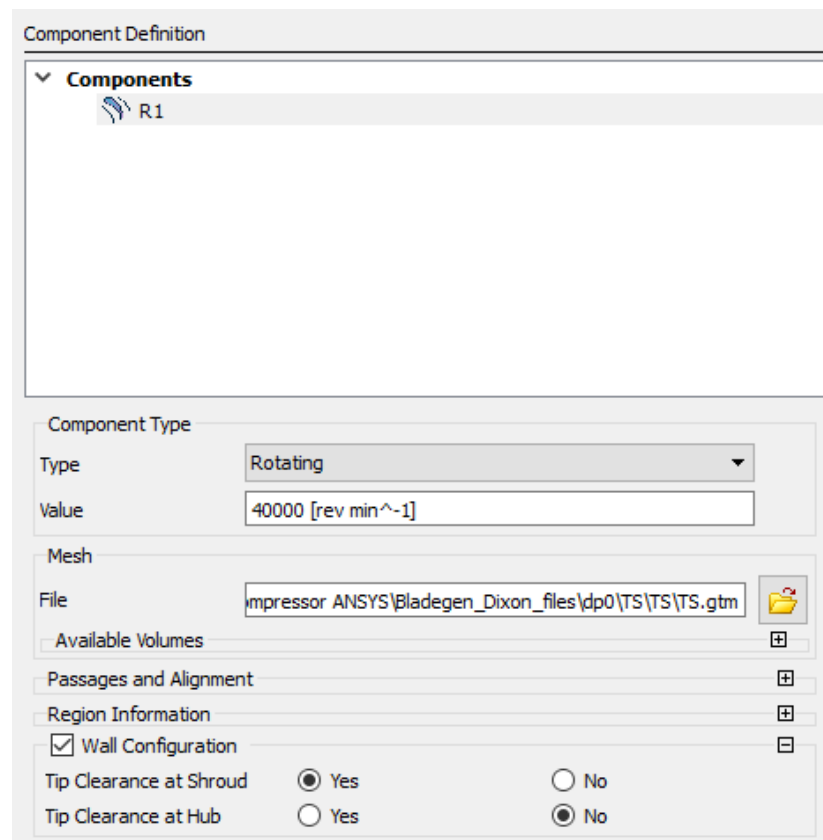 Component Definition
Components
R1
Component Type
Type Rotating
Value 40000 [rev min^-1]
Mesh
File ompressor ANSYS\Bladegen_Dixon_files\dp0\TS\TS\TS.gtm
Available Volumes
Passages and Alignment
Region Information
Wall Configuration
Tip Clearance at Shroud Yes No
Tip Clearance at Hub Yes No